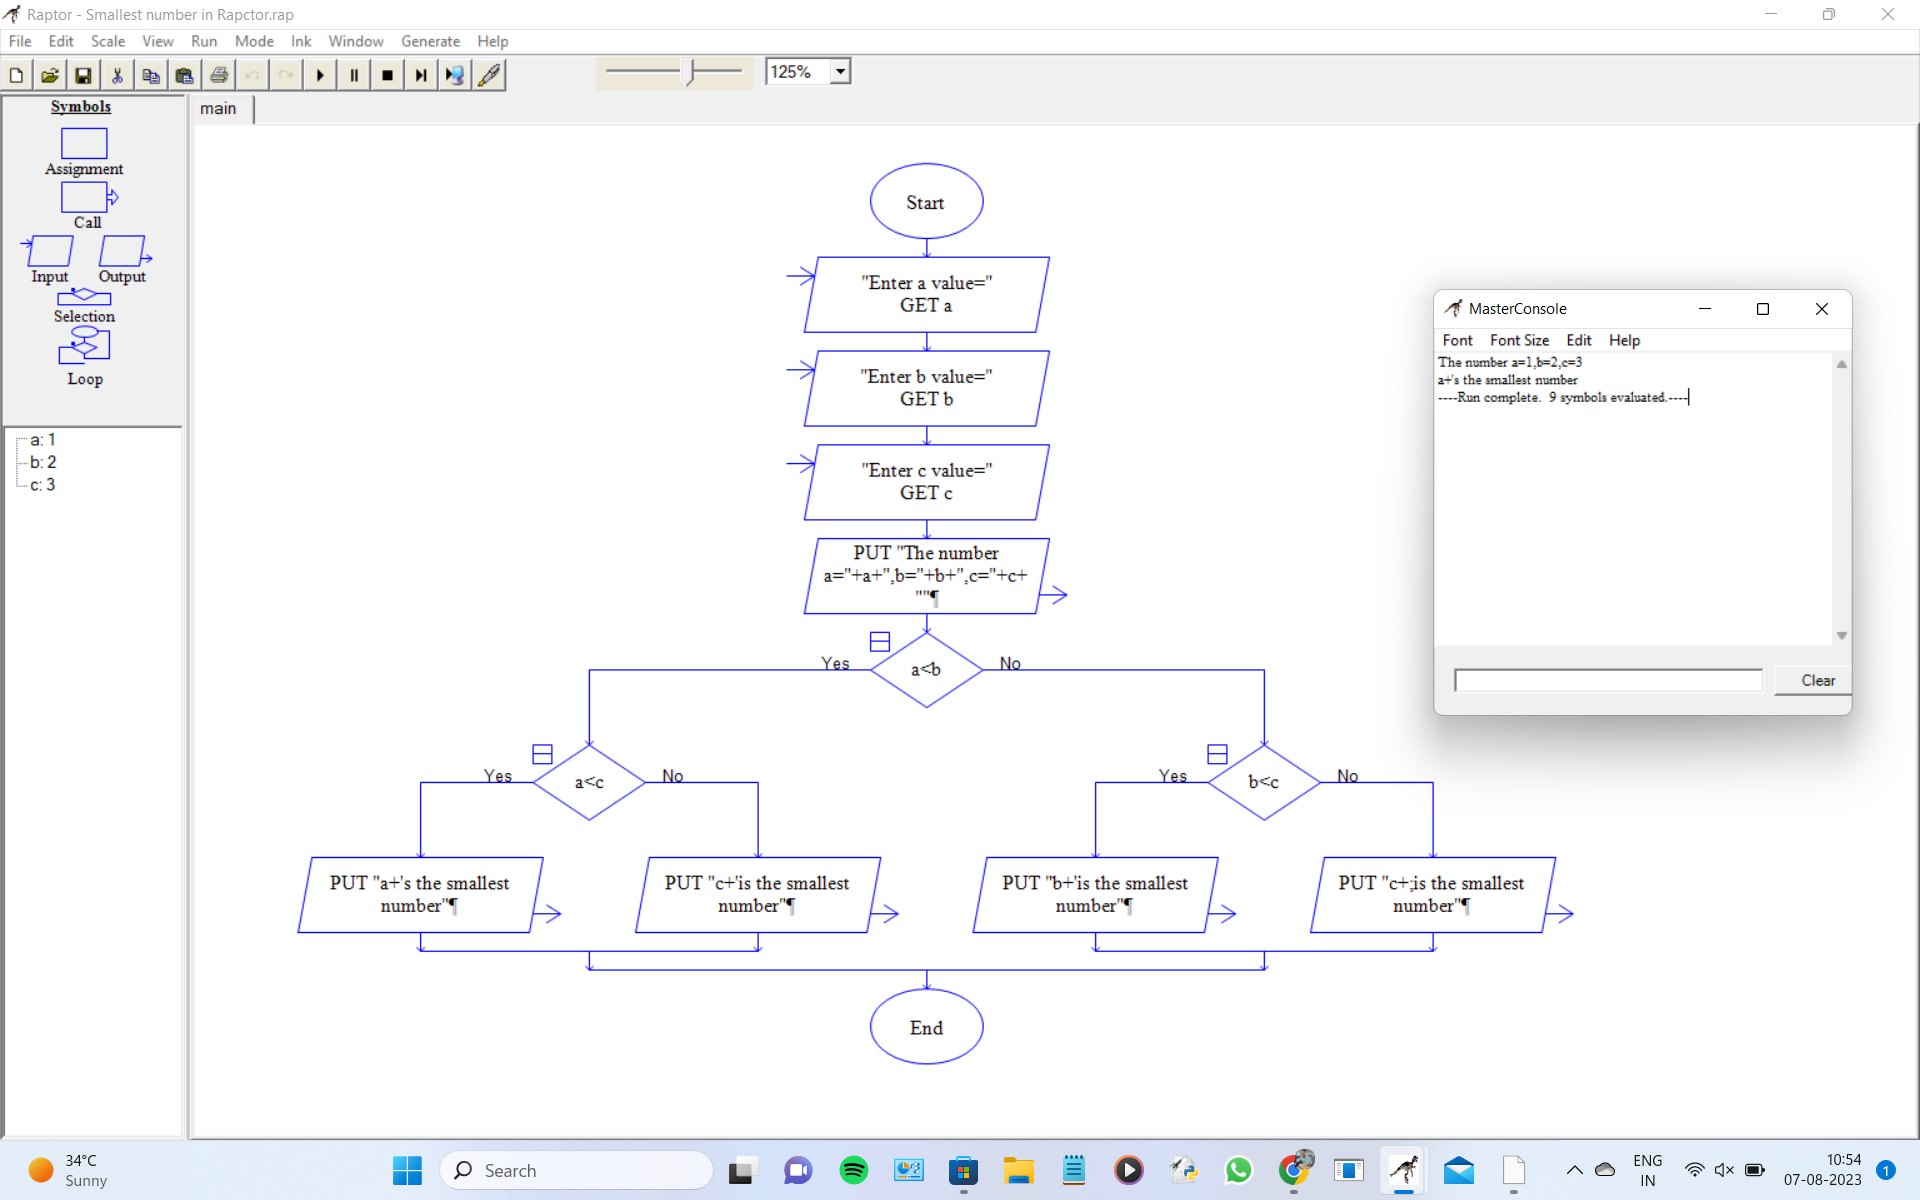 Raptor - Smallest number in Rapctor.rap
File Edit Scale View Run Mode Ink Window Generate Help
125%
Symbols
main
Assignment
Call
Input Output
Selection
Loop
a: 1
b: 2
c: 3
Start
"Enter a value="
GET a
"Enter b value="
GET b
"Enter c value="
GET c
PUT "The number
a="+a+",b="+b+",c="+c+
""¶
Yes a<b No
Yes a<c No
Yes b<c No
PUT "a+'s the smallest
number"¶
PUT "c+'is the smallest
number"¶
PUT "b+'is the smallest
number"¶
PUT "c+;is the smallest
number"¶
End
MasterConsole
Font Font Size Edit Help
The number a=1,b=2,c=3
a+'s the smallest number
----Run complete.  9 symbols evaluated.----
Clear
34°C
Sunny
Search
ENG
IN
10:54
07-08-2023
1